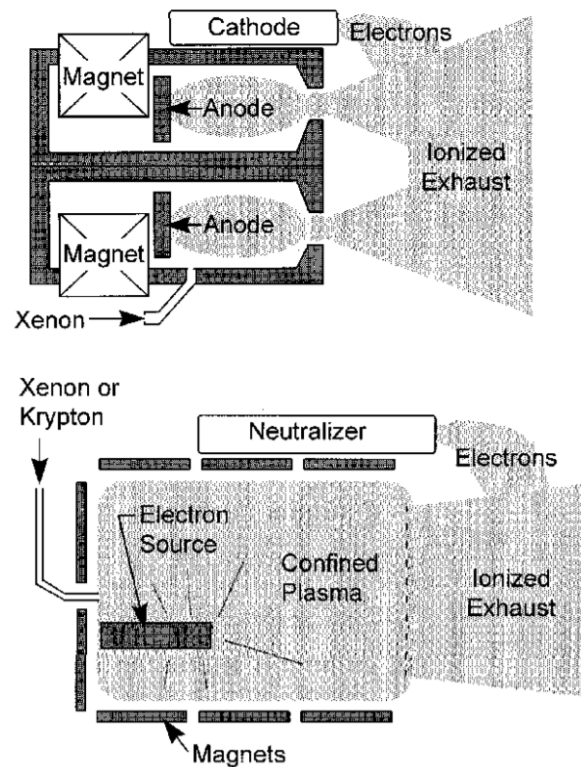 Cathode
Electrons
Magnet
Anode
Ionized
Exhaust
Anode
Magnet
Xenon
Xenon or
Krypton
Neutralizer
Electrons
Electron
Source
Confined
Plasma
Ionized
Exhaust
Magnets